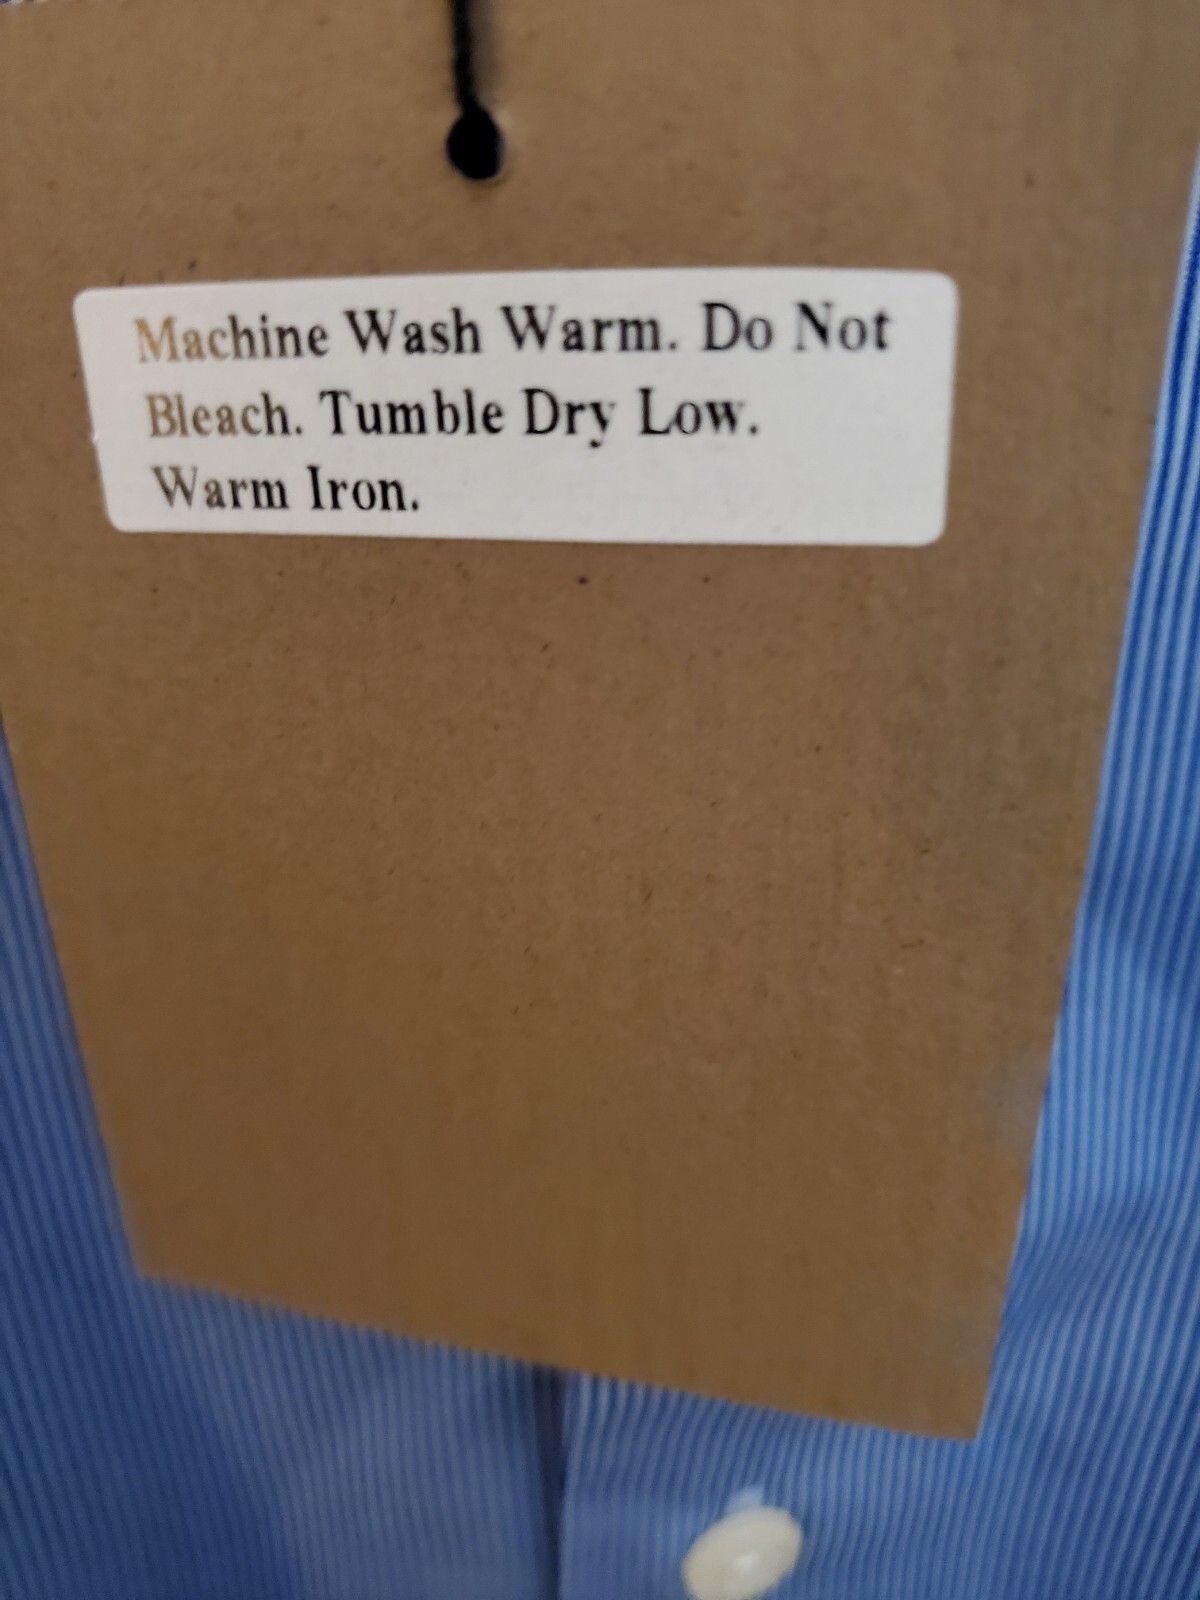 Machine Wash Warm. Do Not
Bleach. Tumble Dry Low.
Warm Iron.